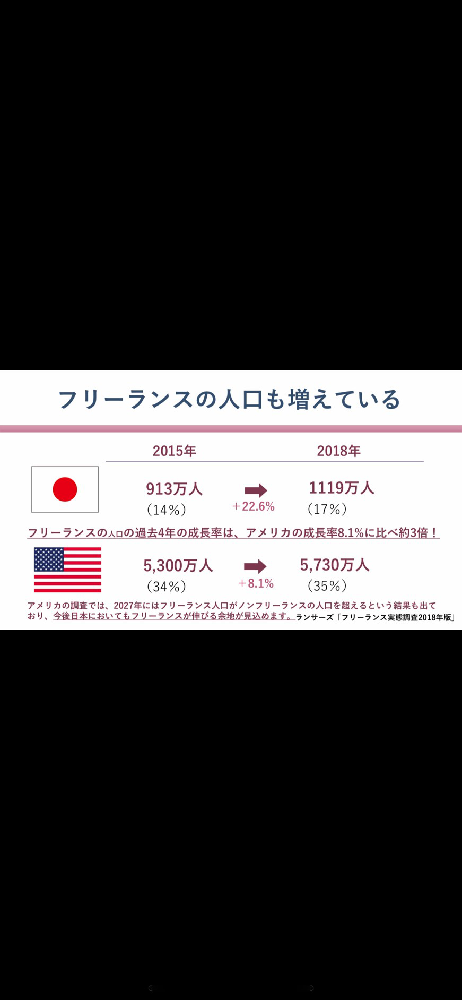 フリーランスの人口も増えている
2015年 2018年
913万人 1119万人
+22.6%
（14%） （17%）
フリーランスの人口の過去4年の成長率は、アメリカの成長率8.1%に比べ約3倍！
5,300万人 5,730万人
+8.1%
（34%） （35%）
アメリカの調査では、2027年にはフリーランス人口がノンフリーランスの人口を超えるという結果も出て
おり、今後日本においてもフリーランスが伸びる余地が見込めます。ランサーズ「フリーランス実態調査2018年版」